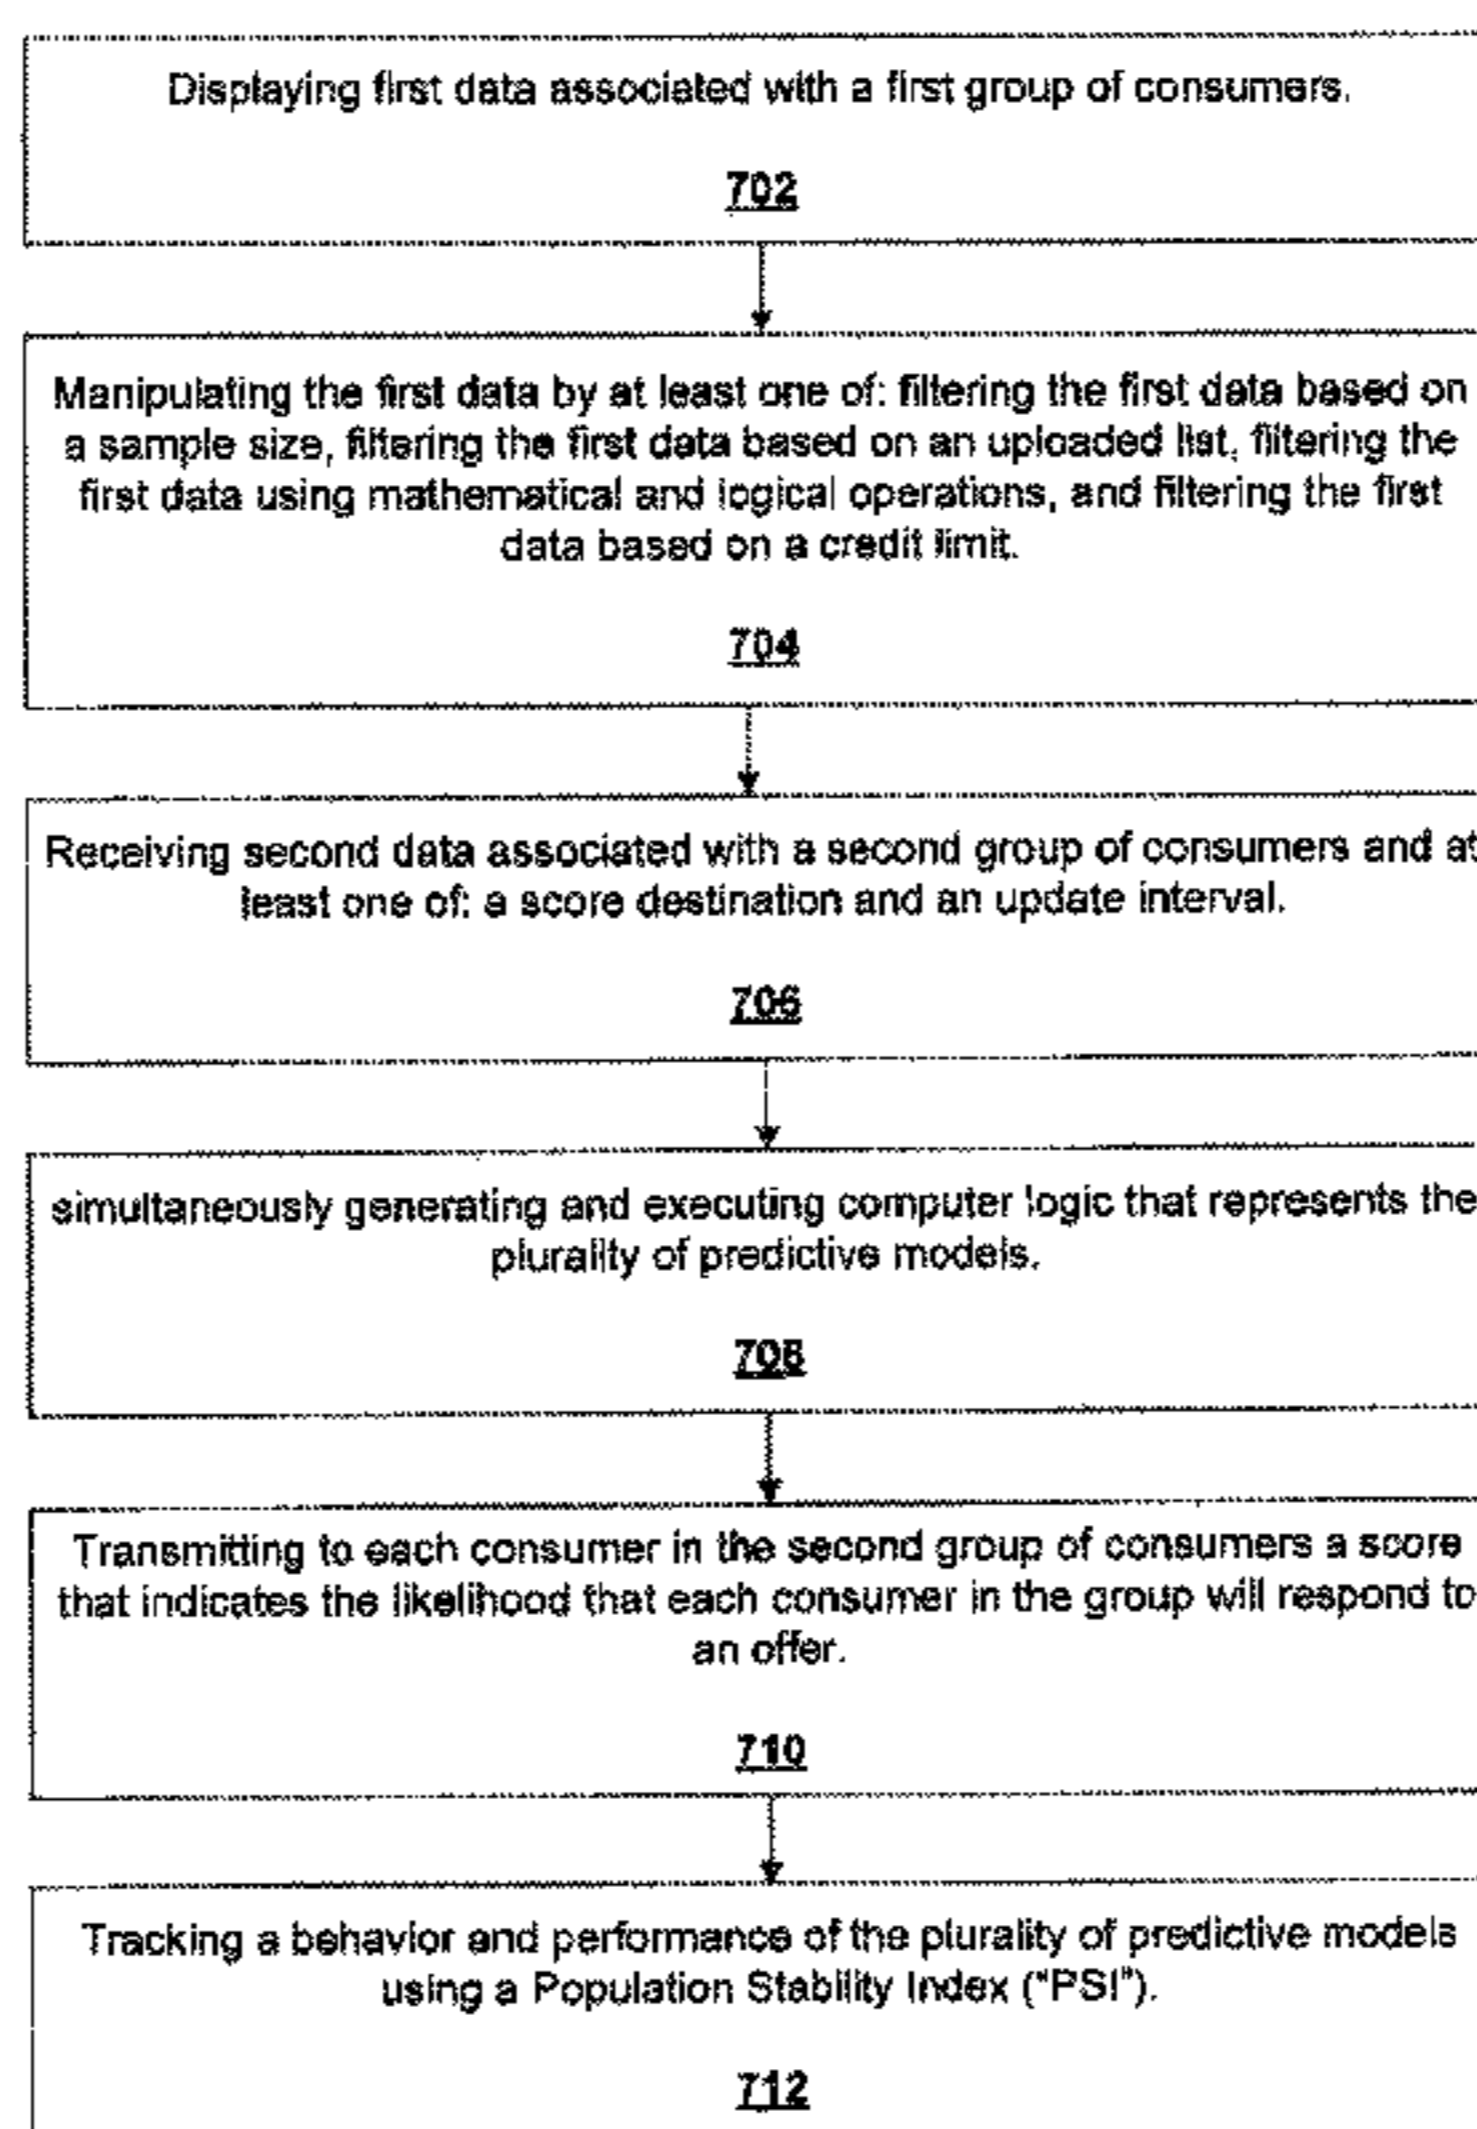 Displaying first data associated with a first group of consumers.
702
Manipulating the first data by at least one of: filtering the first data based on
a sample size, filtering the first data based on an uploaded list, filtering the
first data using mathematical and logical operations, and filtering the first
data based on a credit limit.
704
Receiving second data associated with a second group of consumers and at
least one of: a score destination and an update interval.
706
simultaneously generating and executing computer logic that represents the
plurality of predictive models.
708
Transmitting to each consumer in the second group of consumers a score
that indicates the likelihood that each consumer in the group will respond to
an offer.
710
Tracking a behavior and performance of the plurality of predictive models
using a Population Stability Index ("PSI").
712